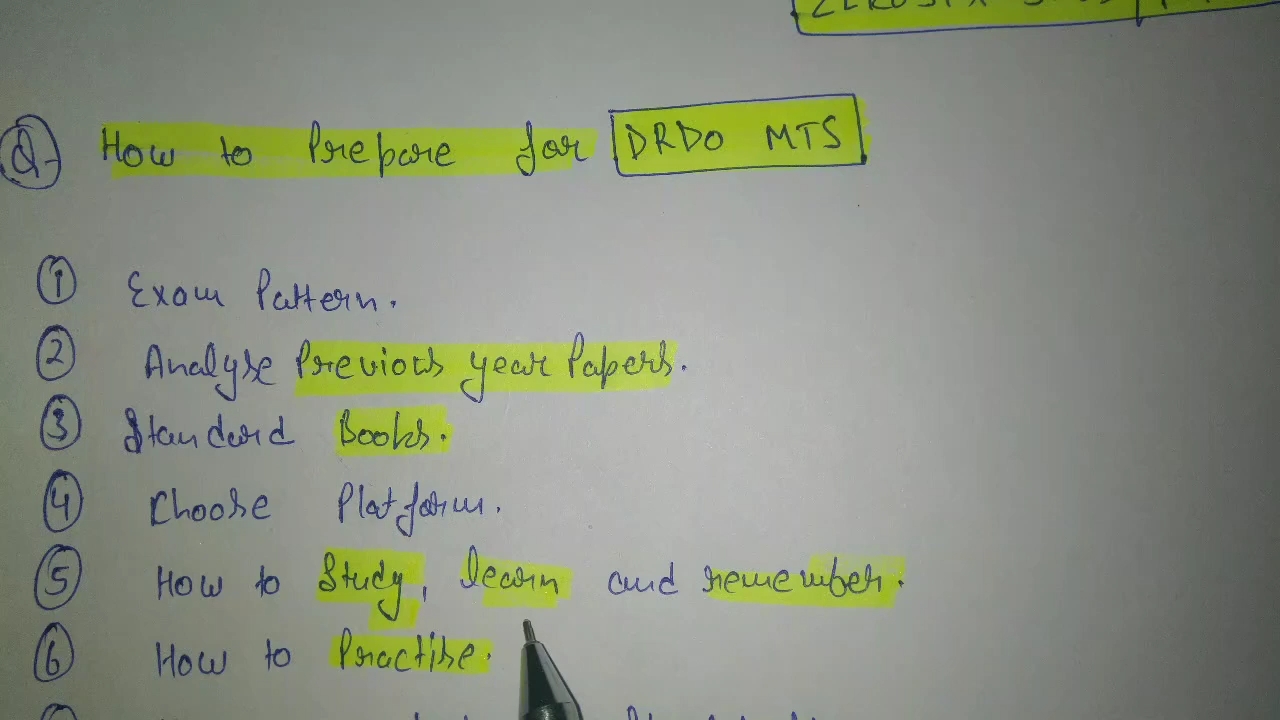 Q. How to Prepare for DRDO MTS
① Exam Pattern.
② Analyse Previous year Papers.
③ Standard Books.
④ Choose Platform.
⑤ How to Study, learn and remember.
⑥ How to Practise.